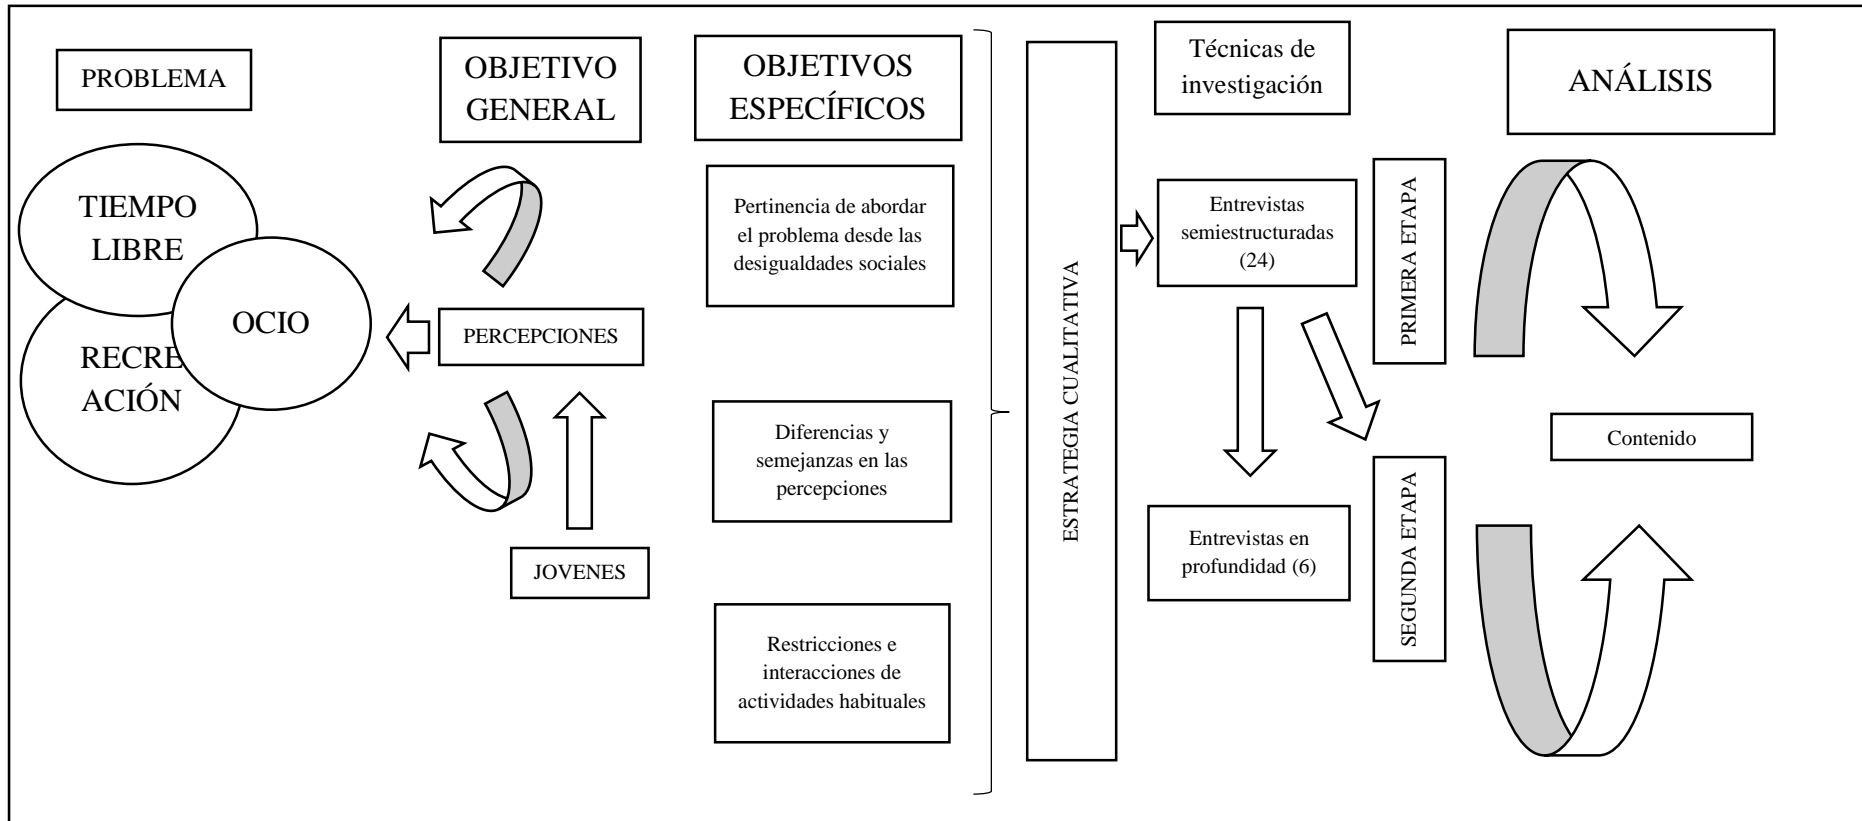 PROBLEMA
TIEMPO
LIBRE
OCIO
RECRE
ACIÓN
OBJETIVO
GENERAL
PERCEPCIONES
JOVENES
OBJETIVOS
ESPECÍFICOS
Pertinencia de abordar
el problema desde las
desigualdades sociales
Diferencias y
semejanzas en las
percepciones
Restricciones e
interacciones de
actividades habituales
ESTRATEGIA CUALITATIVA
Técnicas de
investigación
Entrevistas
semiestructuradas
(24)
Entrevistas en
profundidad (6)
PRIMERA ETAPA
SEGUNDA ETAPA
ANÁLISIS
Contenido